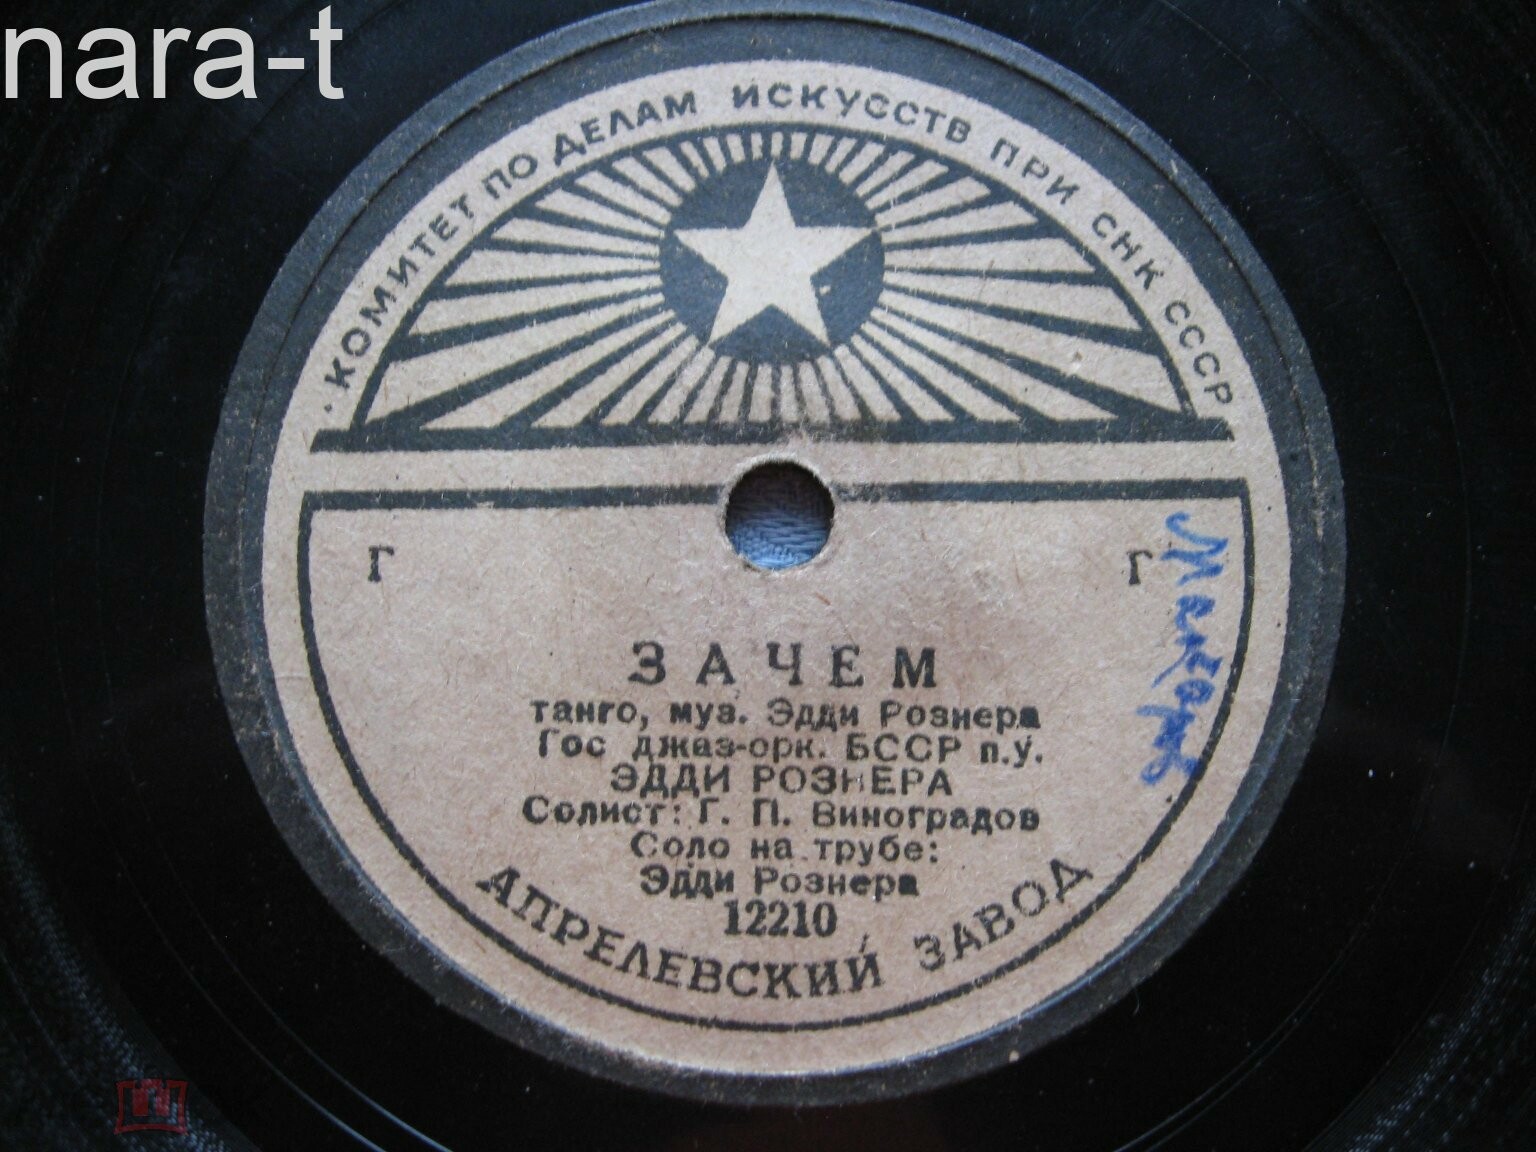 nara-t
КОМИТЕТ ПО ДЕЛАМ ИСКУССТВ ПРИ СНК СССР
Г Г
ЗАЧЕМ
танго, муз. Эдди Рознера
Гос джаз-орк. БССР п.у.
ЭДДИ РОЗНЕРА
Солист: Г. П. Виноградов
Соло на трубе:
Эдди Рознера
12210
АПРЕЛЕВСКИЙ ЗАВОД